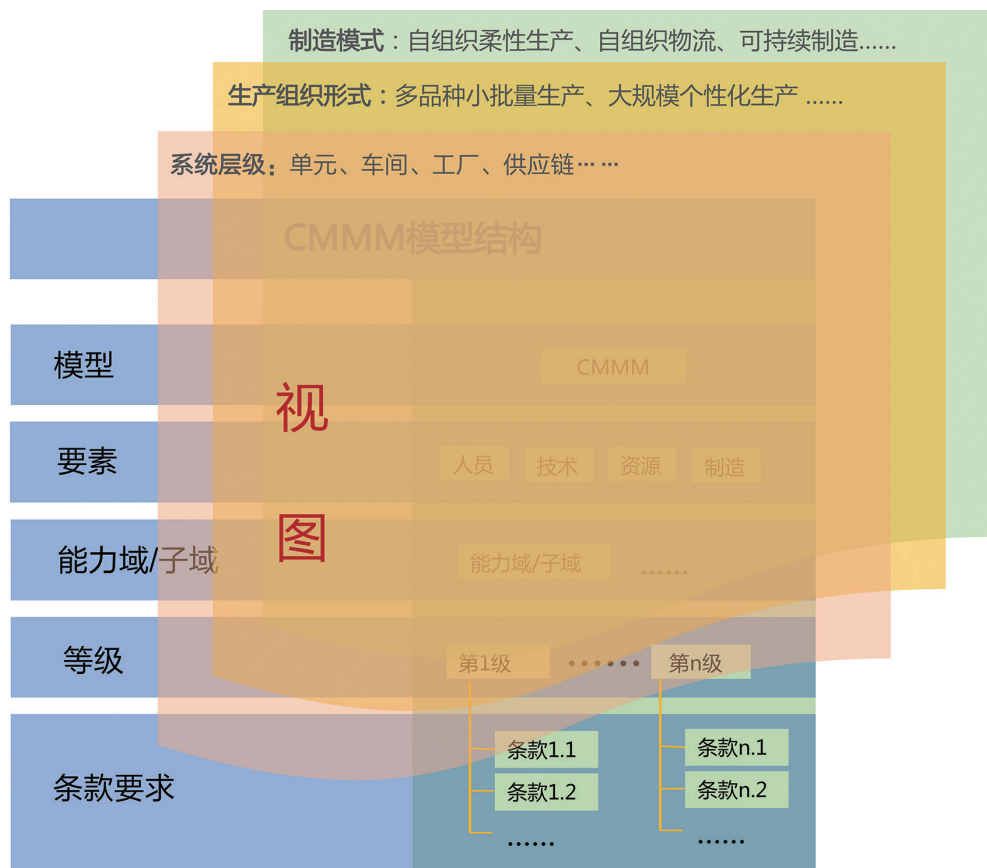 制造模式：自组织柔性生产、自组织物流、可持续制造......
生产组织形式：多品种小批量生产、大规模个性化生产 ......
系统层级：单元、车间、工厂、供应链… …
CMMM模型结构
模型
CMMM
视
要素
人员 技术 资源 制造
图
能力域/子域
能力域/子域 ......
等级
第1级 ······ 第n级
条款要求
条款1.1 条款n.1
条款1.2 条款n.2
...... ......